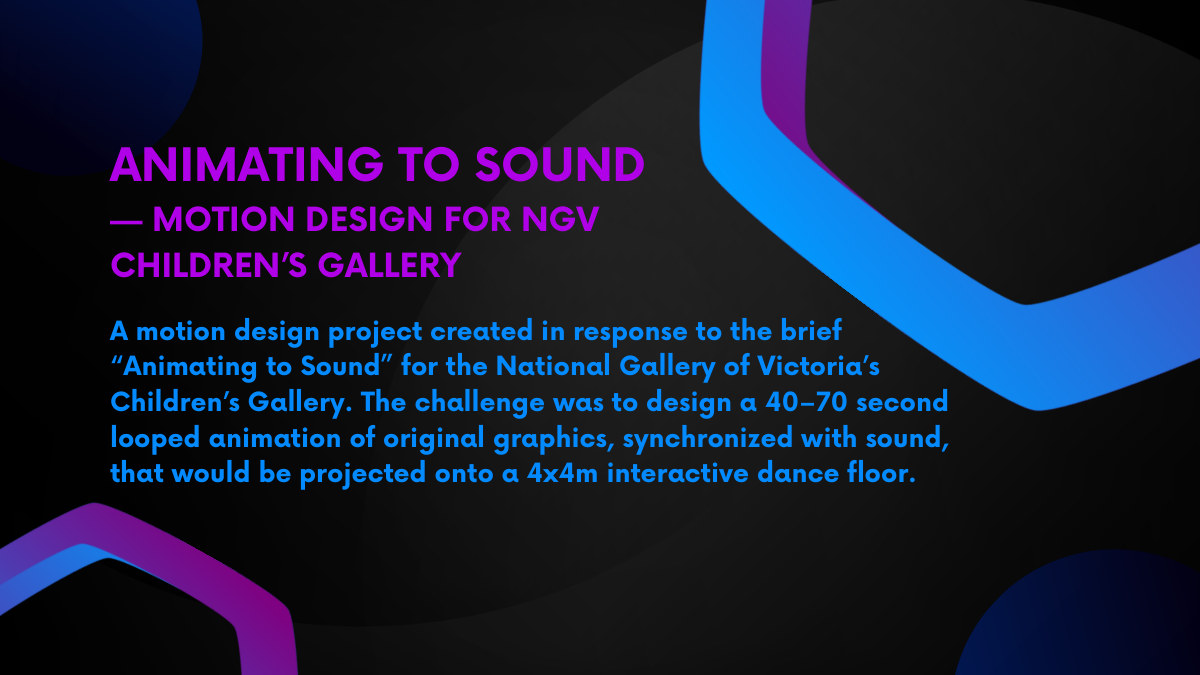 ANIMATING TO SOUND
— MOTION DESIGN FOR NGV
CHILDREN’S GALLERY
A motion design project created in response to the brief
“Animating to Sound” for the National Gallery of Victoria’s
Children’s Gallery. The challenge was to design a 40–70 second
looped animation of original graphics, synchronized with sound,
that would be projected onto a 4x4m interactive dance floor.